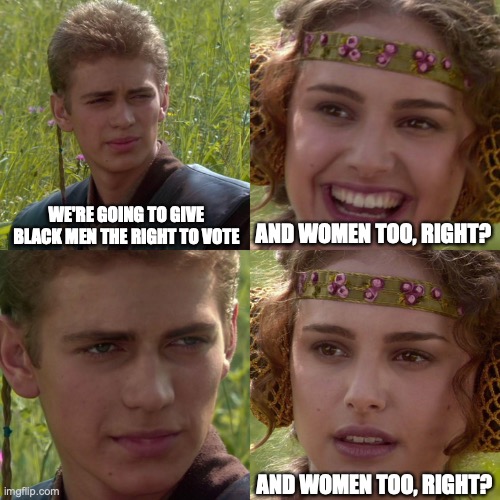 WE'RE GOING TO GIVE
BLACK MEN THE RIGHT TO VOTE
AND WOMEN TOO, RIGHT?
AND WOMEN TOO, RIGHT?
imgflip.com